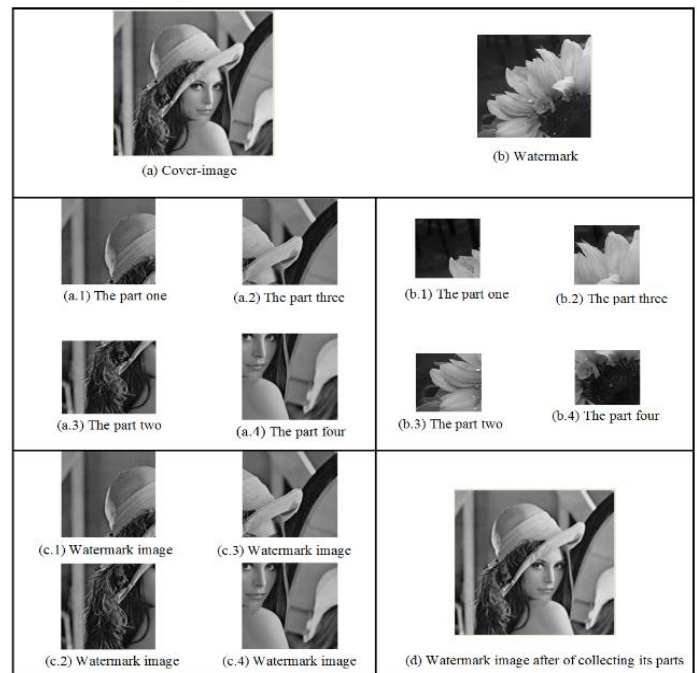 (a) Cover-image
(b) Watermark
(a.1) The part one
(a.2) The part three
(b.1) The part one
(b.2) The part three
(a.3) The part two
(a.4) The part four
(b.3) The part two
(b.4) The part four
(c.1) Watermark image
(c.3) Watermark image
(c.2) Watermark image
(c.4) Watermark image
(d) Watermark image after of collecting its parts